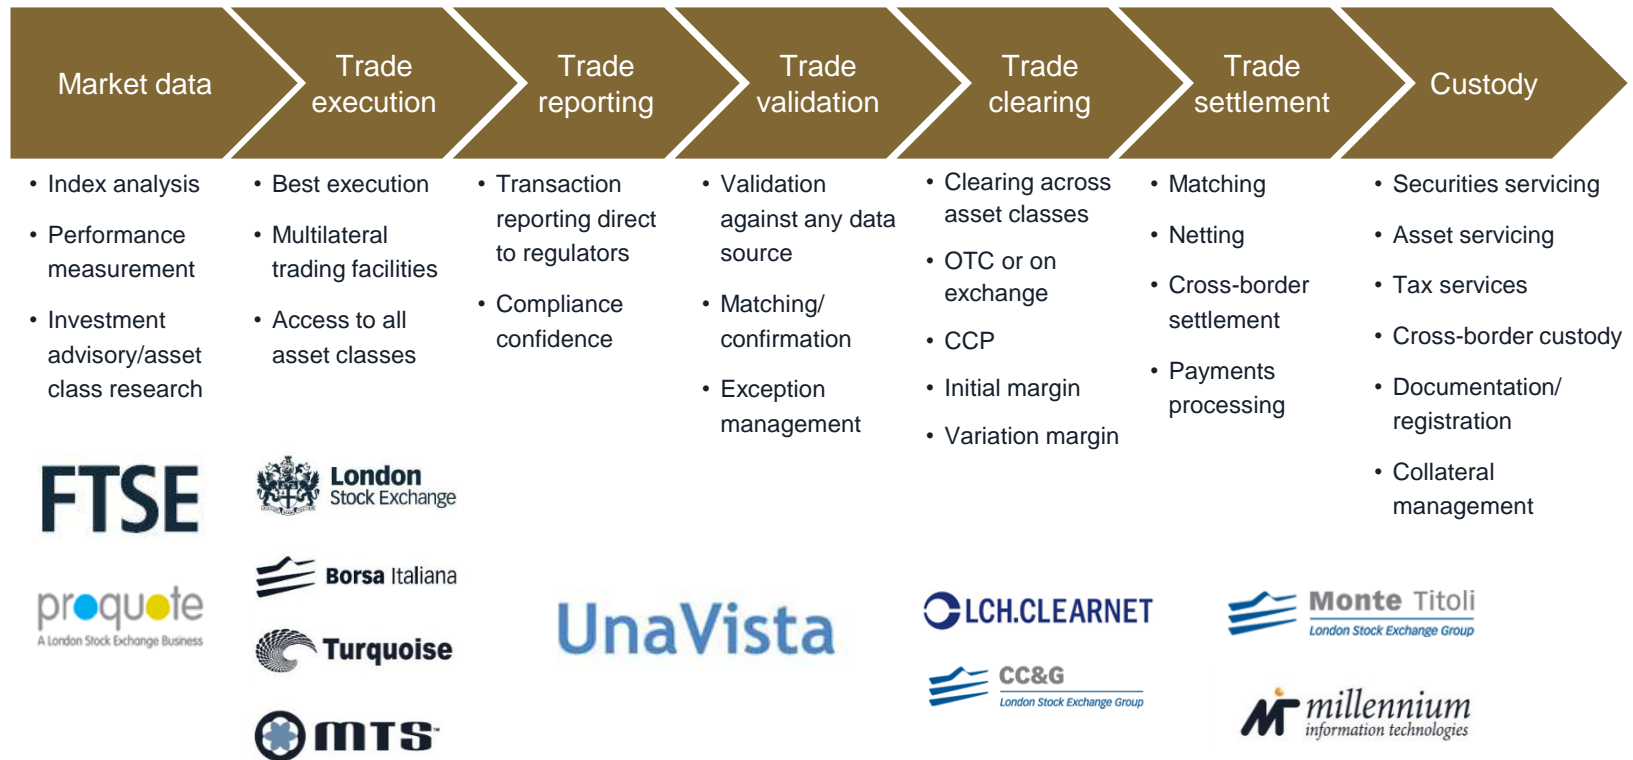 Market data
Trade
execution
Trade
reporting
Trade
validation
Trade
clearing
Trade
settlement
Custody
• Index analysis
• Performance
measurement
• Investment
advisory/asset
class research
• Best execution
• Multilateral
trading facilities
• Access to all
asset classes
• Transaction
reporting direct
to regulators
• Compliance
confidence
• Validation
against any data
source
• Matching/
confirmation
• Exception
management
• Clearing across
asset classes
• OTC or on
exchange
• CCP
• Initial margin
• Variation margin
• Matching
• Netting
• Cross-border
settlement
• Payments
processing
• Securities servicing
• Asset servicing
• Tax services
• Cross-border custody
• Documentation/
registration
• Collateral
management
FTSE
proquote
A London Stock Exchange Business
London
Stock Exchange
Borsa Italiana
Turquoise
MTS™
UnaVista
LCH.CLEARNET
CC&G
London Stock Exchange Group
Monte Titoli
London Stock Exchange Group
MIT millennium
information technologies